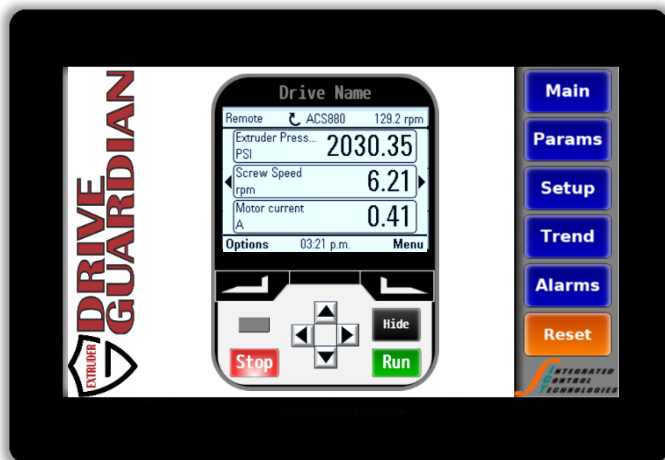 EXTRUDER
DRIVE
GUARDIAN
Drive Name
Remote ACS880 129.2 rpm
Extruder Press... 2030.35
PSI
Screw Speed 6.21
rpm
Motor current 0.41
A
Options 03:21 p.m. Menu
Hide
Stop Run
Main
Params
Setup
Trend
Alarms
Reset
INTEGRATED
CONTROL
TECHNOLOGIES